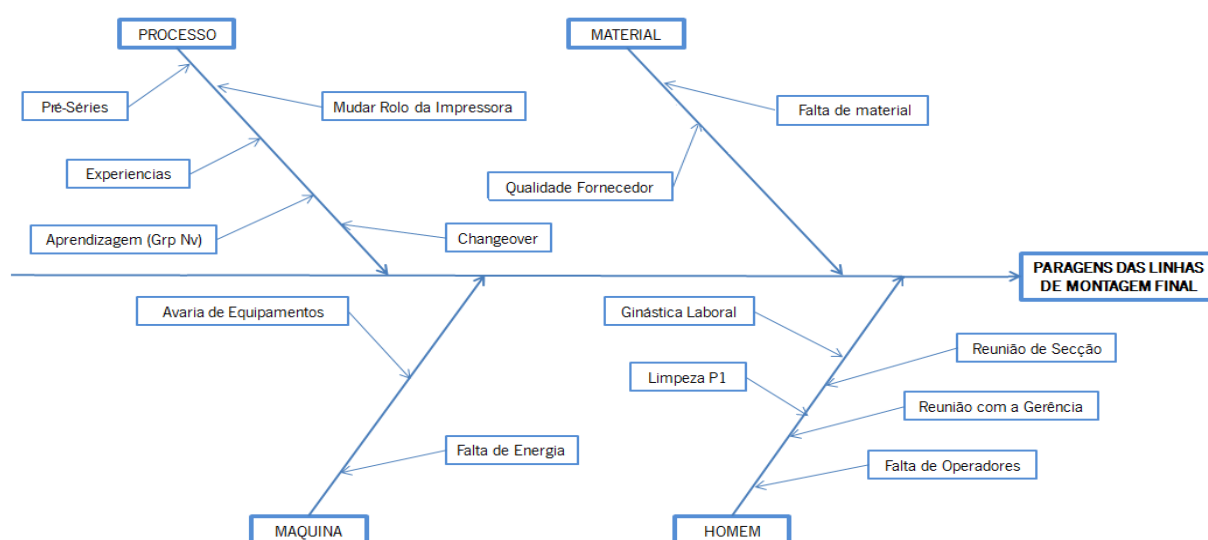 PROCESSO
MATERIAL
Pré-Séries
Mudar Rolo da Impressora
Falta de material
Experiencias
Qualidade Fornecedor
Aprendizagem (Grp Nv)
Changeover
PARAGENS DAS LINHAS
DE MONTAGEM FINAL
Avaria de Equipamentos
Ginástica Laboral
Reunião de Secção
Limpeza P1
Reunião com a Gerência
Falta de Energia
Falta de Operadores
MAQUINA
HOMEM